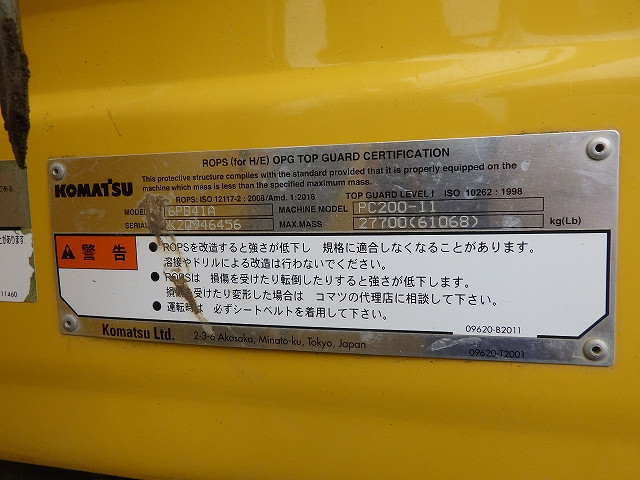 ROPS (for H/E) OPG TOP GUARD CERTIFICATION
KOMATSU
This protective structure complies with the standard provided that it is properly equipped on the
machine which mass is less than the specified maximum mass.
ROPS: ISO 12117-2 : 2008/Amd. 1:2016 TOP GUARD LEVEL I ISO 10262 : 1998
MODEL MACHINE MODEL PC200-11
SERIAL MAX.MASS 27700(61068) kg(Lb)
警告
● ROPSを改造すると強さが低下し 規格に適合しなくなることがあります。
溶接やドリルによる改造は行わないでください。
● ROPSは 損傷を受けたり転倒したりすると強さが低下します。
損傷を受けたり変形した場合は コマツの代理店に相談して下さい。
● 運転時は 必ずシートベルトを着用して下さい。
09620-B2011
Komatsu Ltd. 2-3-6 Akasaka, Minato-ku, Tokyo, Japan
09620-T2001
11460